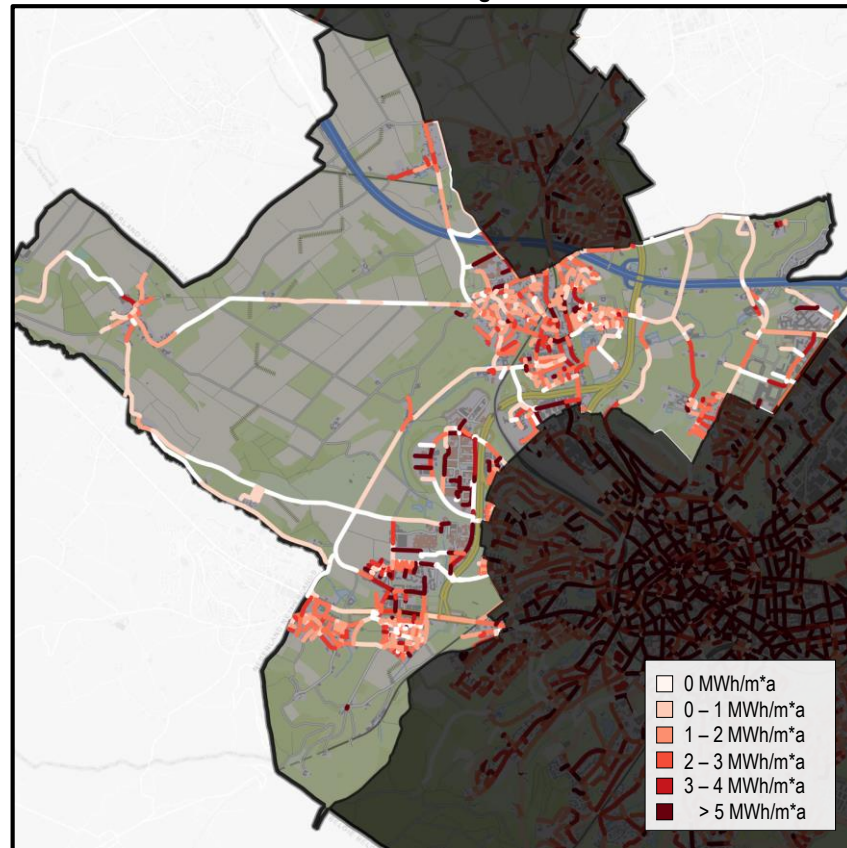 0 MWh/m*a
0 – 1 MWh/m*a
1 – 2 MWh/m*a
2 – 3 MWh/m*a
3 – 4 MWh/m*a
> 5 MWh/m*a